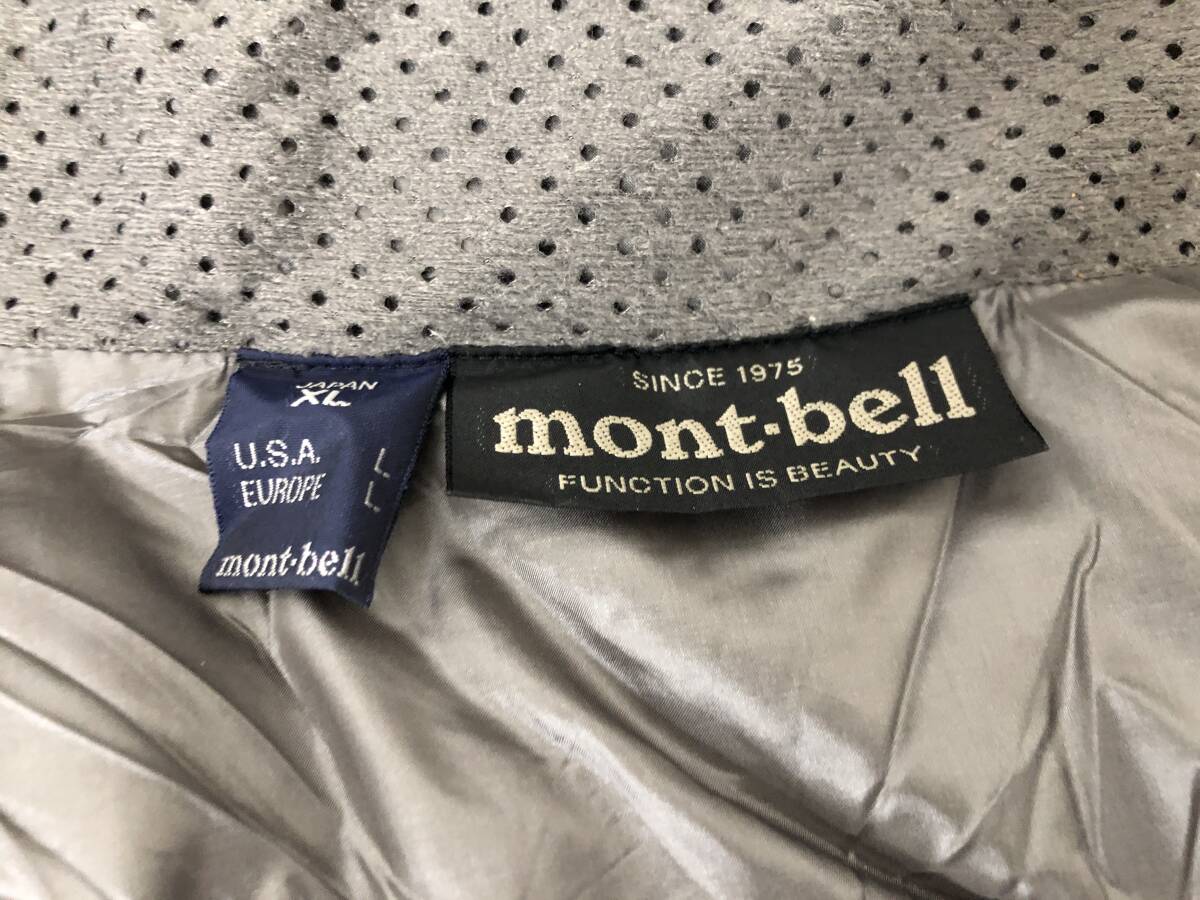 JAPAN
XL
U.S.A. L
EUROPE L
mont·bell
SINCE 1975
mont·bell
FUNCTION IS BEAUTY